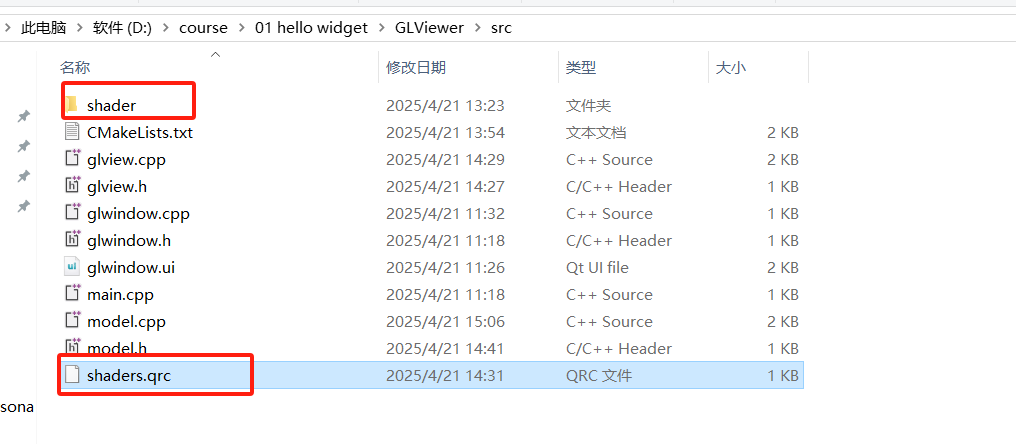 此电脑 > 软件 (D:) > course > 01 hello widget > GLViewer > src
名称 修改日期 类型 大小
shader 2025/4/21 13:23 文件夹
CMakeLists.txt 2025/4/21 13:54 文本文档 2 KB
glview.cpp 2025/4/21 14:29 C++ Source 2 KB
glview.h 2025/4/21 14:27 C/C++ Header 1 KB
glwindow.cpp 2025/4/21 11:32 C++ Source 1 KB
glwindow.h 2025/4/21 11:18 C/C++ Header 1 KB
ui glwindow.ui 2025/4/21 11:26 Qt UI file 2 KB
main.cpp 2025/4/21 11:18 C++ Source 1 KB
model.cpp 2025/4/21 15:06 C++ Source 2 KB
model.h 2025/4/21 14:41 C/C++ Header 1 KB
shaders.qrc 2025/4/21 14:31 QRC 文件 1 KB
sona